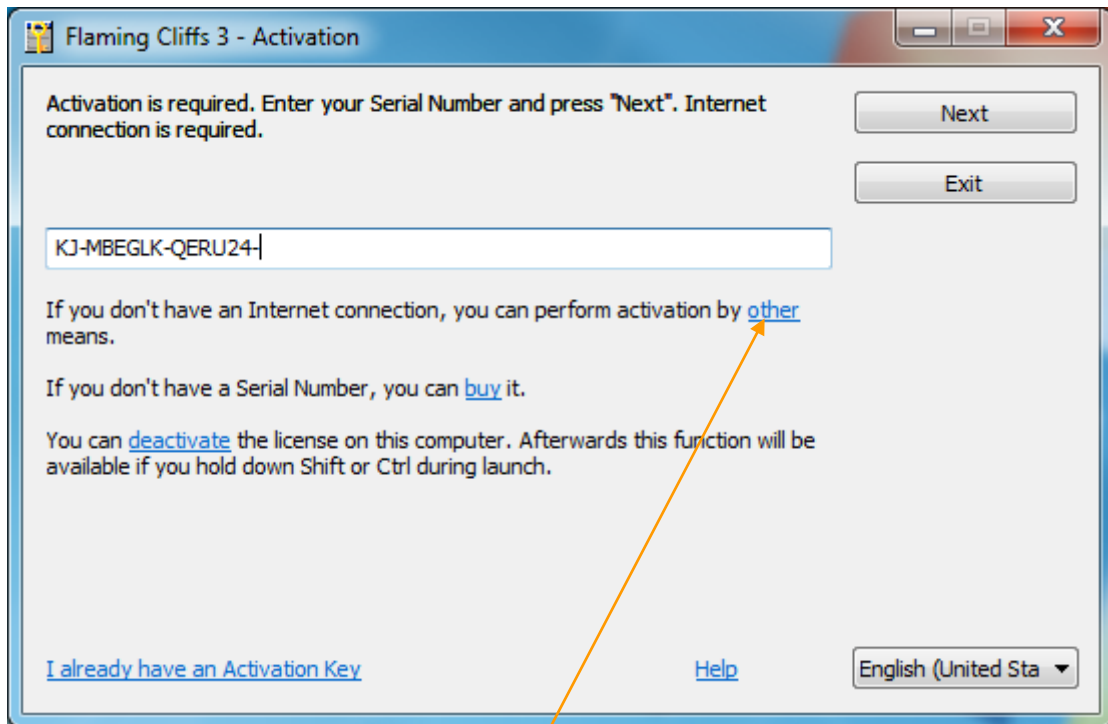 Flaming Cliffs 3 - Activation
Activation is required. Enter your Serial Number and press "Next". Internet
connection is required.
Next
Exit
KJ-MBEGLK-QERU24-
If you don't have an Internet connection, you can perform activation by other
means.
If you don't have a Serial Number, you can buy it.
You can deactivate the license on this computer. Afterwards this function will be
available if you hold down Shift or Ctrl during launch.
I already have an Activation Key
Help
English (United Sta